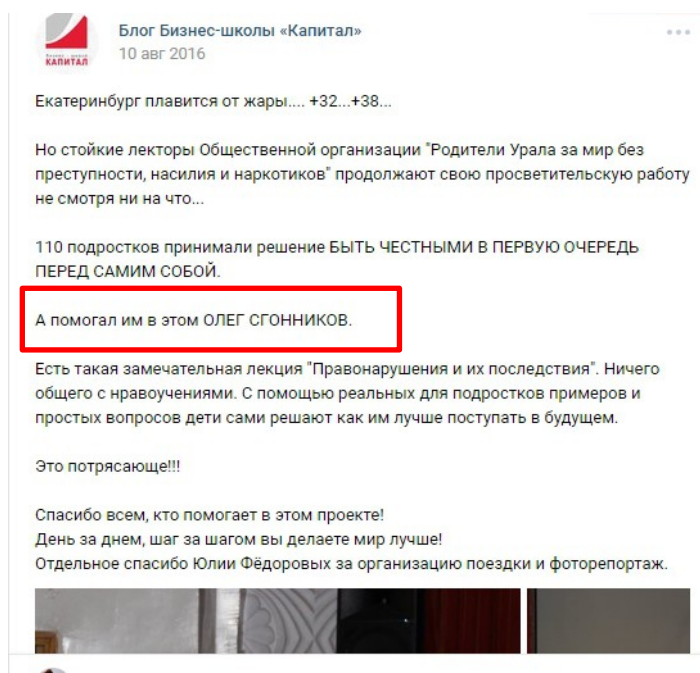 Блог Бизнес-школы «Капитал»
10 авг 2016
КАПИТАЛ
Екатеринбург плавится от жары.... +32...+38...
Но стойкие лекторы Общественной организации "Родители Урала за мир без
преступности, насилия и наркотиков" продолжают свою просветительскую работу
не смотря ни на что...
110 подростков принимали решение БЫТЬ ЧЕСТНЫМИ В ПЕРВУЮ ОЧЕРЕДЬ
ПЕРЕД САМИМ СОБОЙ.
А помогал им в этом ОЛЕГ СГОННИКОВ.
Есть такая замечательная лекция "Правонарушения и их последствия". Ничего
общего с нравоучениями. С помощью реальных для подростков примеров и
простых вопросов дети сами решают как им лучше поступать в будущем.
Это потрясающе!!!
Спасибо всем, кто помогает в этом проекте!
День за днем, шаг за шагом вы делаете мир лучше!
Отдельное спасибо Юлии Фёдоровых за организацию поездки и фоторепортаж.